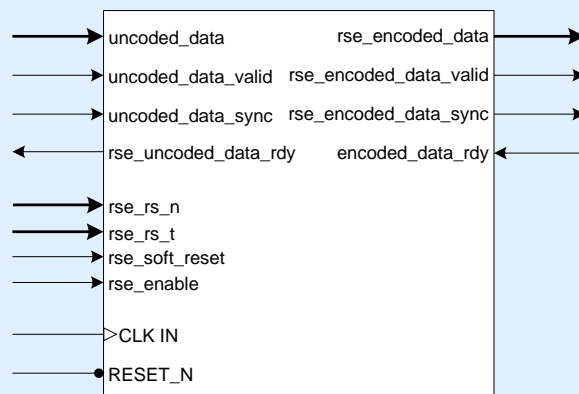 uncoded_data rse_encoded_data
uncoded_data_valid rse_encoded_data_valid
uncoded_data_sync rse_encoded_data_sync
rse_uncoded_data_rdy encoded_data_rdy
rse_rs_n
rse_rs_t
rse_soft_reset
rse_enable
CLK IN
RESET_N